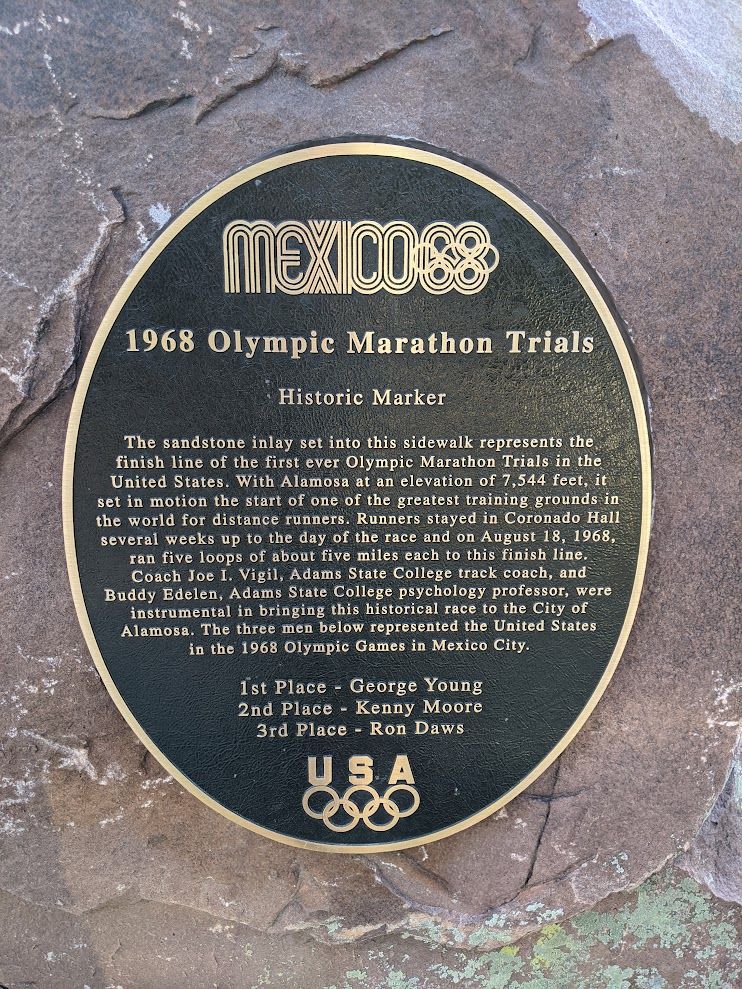 MEXICO68
1968 Olympic Marathon Trials
Historic Marker
The sandstone inlay set into this sidewalk represents the
finish line of the first ever Olympic Marathon Trials in the
United States. With Alamosa at an elevation of 7,544 feet, it
set in motion the start of one of the greatest training grounds in
the world for distance runners. Runners stayed in Coronado Hall
several weeks up to the day of the race and on August 18, 1968,
ran five loops of about five miles each to this finish line.
Coach Joe I. Vigil, Adams State College track coach, and
Buddy Edelen, Adams State College psychology professor, were
instrumental in bringing this historical race to the City of
Alamosa. The three men below represented the United States
in the 1968 Olympic Games in Mexico City.
1st Place - George Young
2nd Place - Kenny Moore
3rd Place - Ron Daws
USA